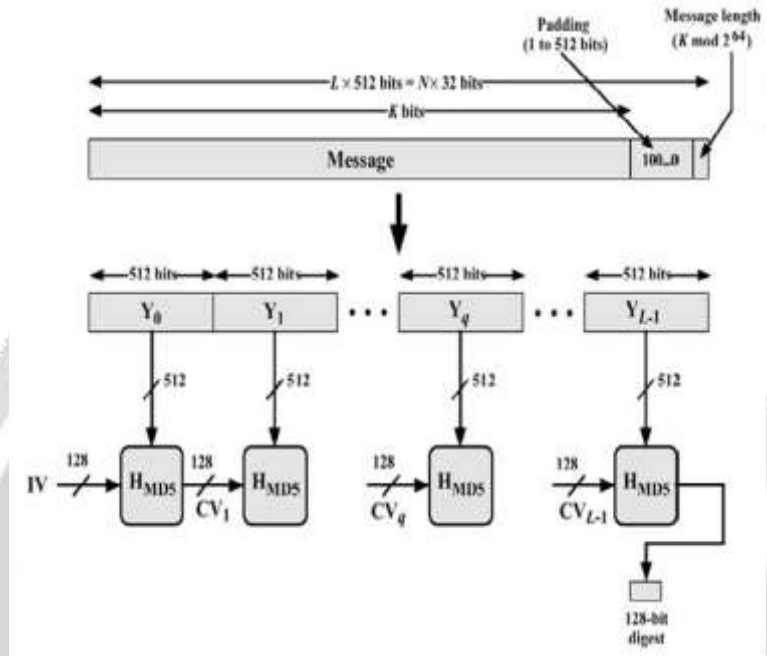 Padding
(1 to 512 bits)
Message length
(K mod 2^64)
L × 512 bits = N × 32 bits
K bits
Message
100...0
512 bits
512 bits
512 bits
512 bits
Y0
Y1
• • •
Yq
• • •
YL-1
512
512
512
512
IV
128
HMD5
128
CV1
HMD5
128
CVq
HMD5
128
CVL-1
HMD5
128-bit
digest